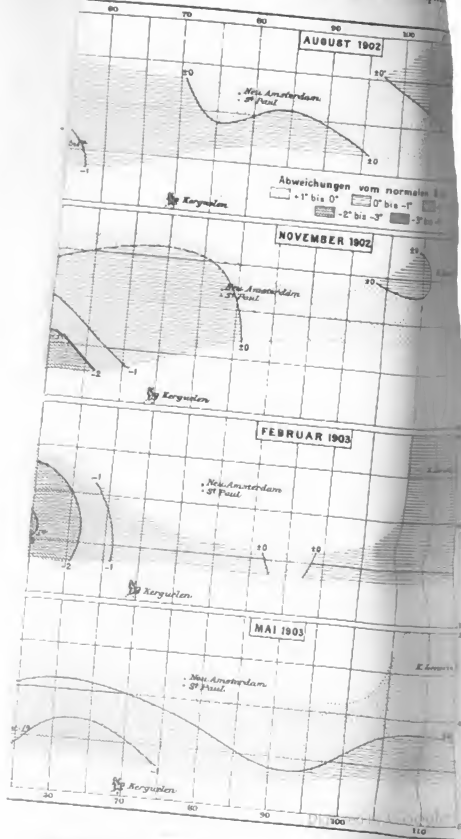 60 70 80 90 100
AUGUST 1902
±0°
±0
±0
Neu Amsterdam
St Paul
-1
Kerguelen
Abweichungen vom normalen
+1° bis 0° 0° bis -1°
-2° bis -3°
NOVEMBER 1902
±0
±0
Neu Amsterdam
St Paul
±0
-2
-1
Kerguelen
FEBRUAR 1903
-1
Neu Amsterdam
St Paul
±0
±0
-2
-1
Kerguelen
MAI 1903
Neu Amsterdam
St Paul
-1
Kerguelen
60 70 80 90 100 110